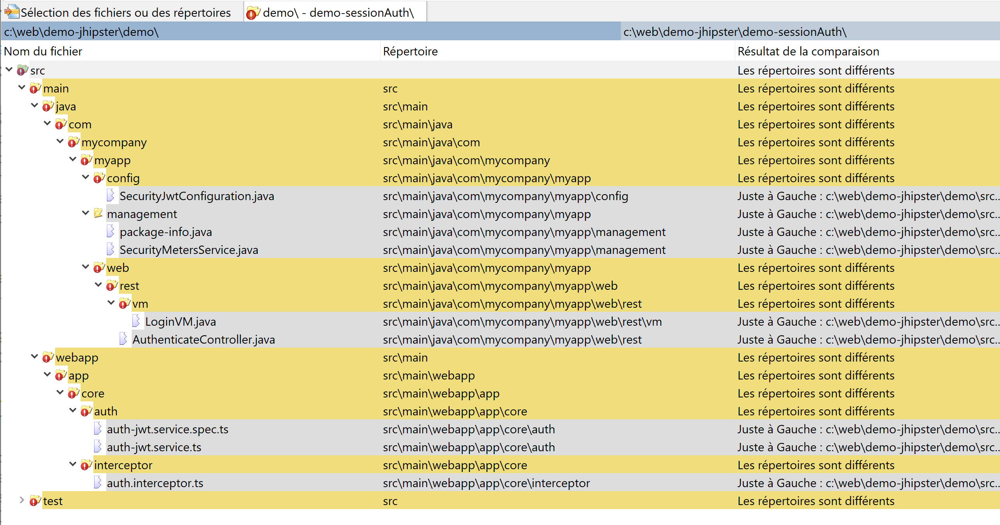 Sélection des fichiers ou des répertoires demo\ - demo-sessionAuth\
c:\web\demo-jhipster\demo\ c:\web\demo-jhipster\demo-sessionAuth\
Nom du fichier Répertoire Résultat de la comparaison
src Les répertoires sont différents
main src Les répertoires sont différents
java src\main Les répertoires sont différents
com src\main\java Les répertoires sont différents
mycompany src\main\java\com Les répertoires sont différents
myapp src\main\java\com\mycompany Les répertoires sont différents
config src\main\java\com\mycompany\myapp Les répertoires sont différents
SecurityJwtConfiguration.java src\main\java\com\mycompany\myapp\config Juste à Gauche : c:\web\demo-jhipster\demo\src..
management src\main\java\com\mycompany\myapp Juste à Gauche : c:\web\demo-jhipster\demo\src..
package-info.java src\main\java\com\mycompany\myapp\management Juste à Gauche : c:\web\demo-jhipster\demo\src..
SecurityMetersService.java src\main\java\com\mycompany\myapp\management Juste à Gauche : c:\web\demo-jhipster\demo\src..
web src\main\java\com\mycompany\myapp Les répertoires sont différents
rest src\main\java\com\mycompany\myapp\web Les répertoires sont différents
vm src\main\java\com\mycompany\myapp\web\rest Les répertoires sont différents
LoginVM.java src\main\java\com\mycompany\myapp\web\rest\vm Juste à Gauche : c:\web\demo-jhipster\demo\src..
AuthenticateController.java src\main\java\com\mycompany\myapp\web\rest Juste à Gauche : c:\web\demo-jhipster\demo\src..
webapp src\main Les répertoires sont différents
app src\main\webapp Les répertoires sont différents
core src\main\webapp\app Les répertoires sont différents
auth src\main\webapp\app\core Les répertoires sont différents
auth-jwt.service.spec.ts src\main\webapp\app\core\auth Juste à Gauche : c:\web\demo-jhipster\demo\src..
auth-jwt.service.ts src\main\webapp\app\core\auth Juste à Gauche : c:\web\demo-jhipster\demo\src..
interceptor src\main\webapp\app\core Les répertoires sont différents
auth.interceptor.ts src\main\webapp\app\core\interceptor Juste à Gauche : c:\web\demo-jhipster\demo\src..
test src Les répertoires sont différents